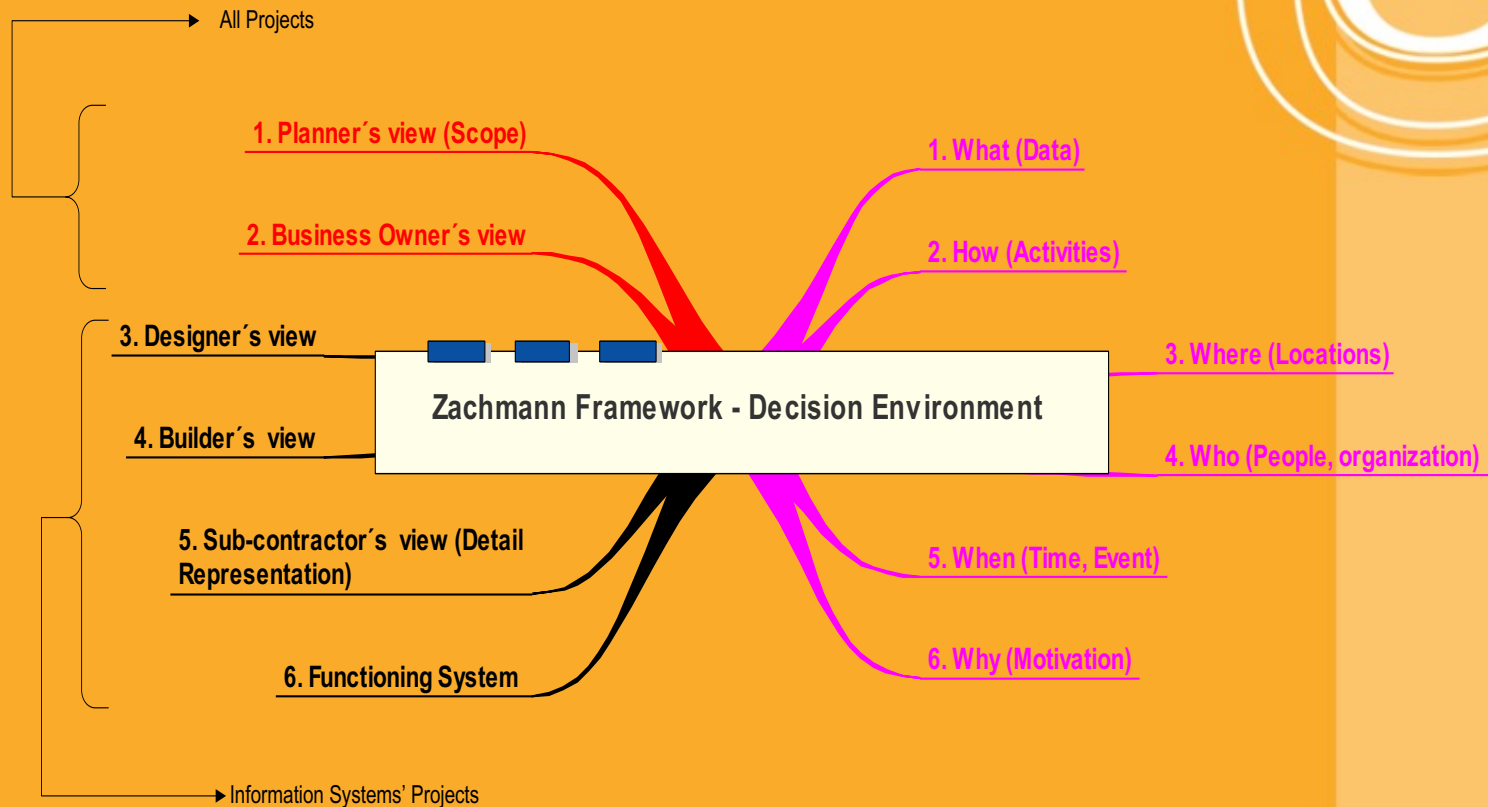 All Projects
1. Planner´s view (Scope)
2. Business Owner´s view
3. Designer´s view
4. Builder´s  view
5. Sub-contractor´s  view (Detail
Representation)
6. Functioning System
Information Systems’ Projects
Zachmann Framework - Decision Environment
1. What (Data)
2. How (Activities)
3. Where (Locations)
4. Who (People, organization)
5. When (Time, Event)
6. Why (Motivation)